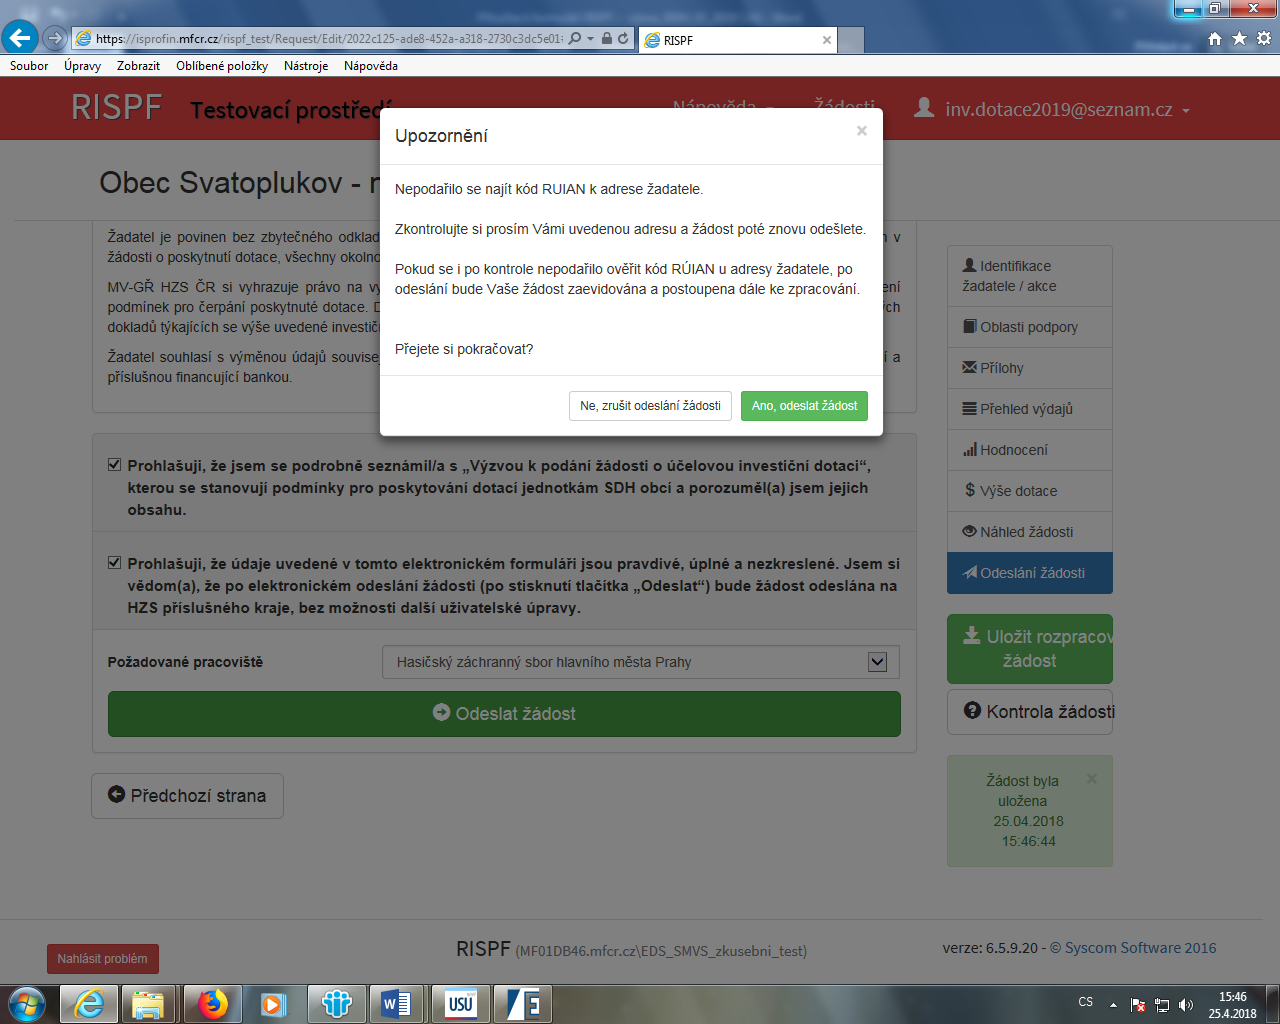 https://isprofin.mfcr.cz/rispf_test/Request/Edit/2022c125-ade8-452a-a318-2730c3dc5e01#
RISPF
Soubor Úpravy Zobrazit Oblíbené položky Nástroje Nápověda
RISPF Testovací prostředí Nápověda Žádosti inv.dotace2019@seznam.cz
Obec Svatoplukov -
Upozornění
×
Nepodařilo se najít kód RUIAN k adrese žadatele.
Zkontrolujte si prosím Vámi uvedenou adresu a žádost poté znovu odešlete.
Pokud se i po kontrole nepodařilo ověřit kód RÚIAN u adresy žadatele, po
odeslání bude Vaše žádost zaevidována a postoupena dále ke zpracování.
Přejete si pokračovat?
Ne, zrušit odeslání žádosti
Ano, odeslat žádost
Žadatel je povinen bez zbytečného odklad v
žádosti o poskytnutí dotace, všechny okolno
MV-GŘ HZS ČR si vyhrazuje právo na vy ení
podmínek pro čerpání poskytnuté dotace. D ých
dokladů týkajících se výše uvedené investičn
Žadatel souhlasí s výměnou údajů souvisej í a
příslušnou financující bankou.
Prohlašuji, že jsem se podrobně seznámil/a s „Výzvou k podání žádosti o účelovou investiční dotaci“,
kterou se stanovují podmínky pro poskytování dotací jednotkám SDH obcí a porozuměl(a) jsem jejich
obsahu.
Prohlašuji, že údaje uvedené v tomto elektronickém formuláři jsou pravdivé, úplné a nezkreslené. Jsem si
vědom(a), že po elektronickém odeslání žádosti (po stisknutí tlačítka „Odeslat“) bude žádost odeslána na
HZS příslušného kraje, bez možnosti další uživatelské úpravy.
Požadované pracoviště Hasičský záchranný sbor hlavního města Prahy
Odeslat žádost
Předchozí strana
Identifikace
žadatele / akce
Oblasti podpory
Přílohy
Přehled výdajů
Hodnocení
Výše dotace
Náhled žádosti
Odeslání žádosti
Uložit rozpracov
žádost
Kontrola žádosti
Žádost byla ×
uložena
25.04.2018
15:46:44
Nahlásit problém
RISPF (MF01DB46.mfcr.cz\EDS_SMVS_zkusebni_test)
verze: 6.5.9.20 - © Syscom Software 2016
USU
CS
15:46
25.4.2018